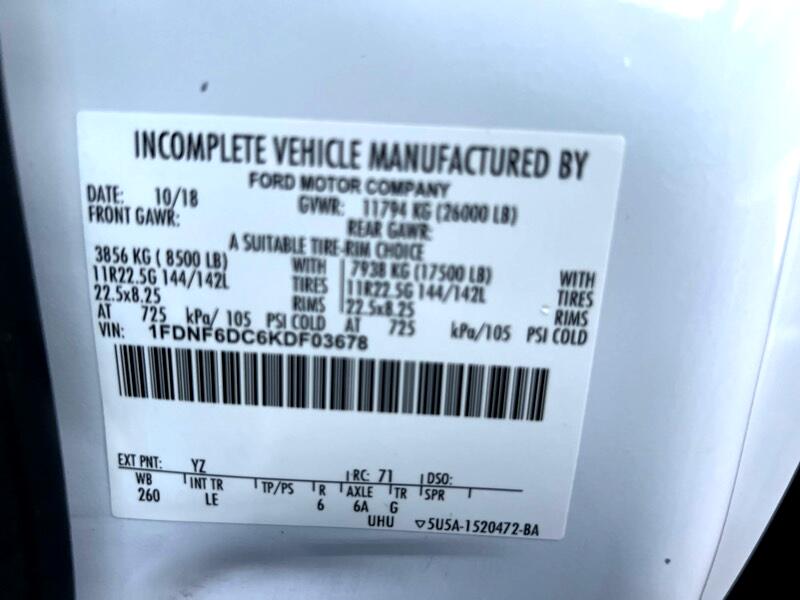 INCOMPLETE VEHICLE MANUFACTURED BY
FORD MOTOR COMPANY
DATE: 10/18 GVWR: 11794 KG (26000 LB)
FRONT GAWR: REAR GAWR:
A SUITABLE TIRE-RIM CHOICE
3856 KG ( 8500 LB) WITH 7938 KG (17500 LB) WITH
11R22.5G 144/142L TIRES 11R22.5G 144/142L TIRES
22.5x8.25 RIMS 22.5x8.25 RIMS
AT 725 kPa/ 105 PSI COLD AT 725 kPa/105 PSI COLD
VIN: 1FDNF6DC6KDF03678
EXT PNT: YZ RC: 71 DSO:
WB INT TR TP/PS R AXLE TR SPR
260 LE 6 6A G
UHU ▽5U5A-1520472-BA